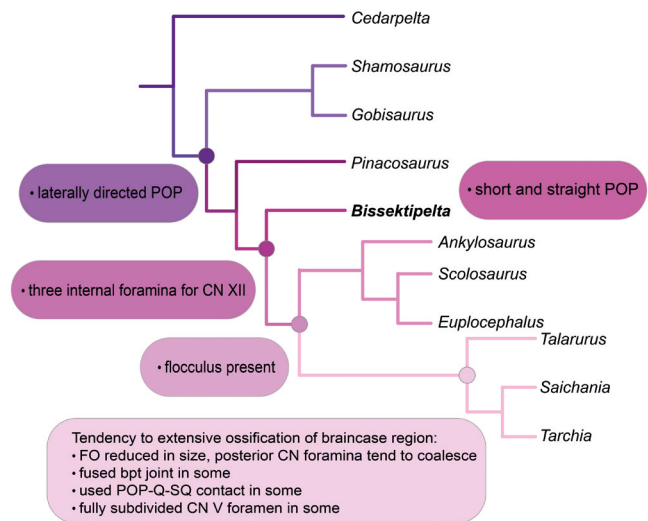 Cedarpelta
Shamosaurus
Gobisaurus
Pinacosaurus
• laterally directed POP
• short and straight POP
Bissektipelta
Ankylosaurus
Scolosaurus
• three internal foramina for CN XII
Euplocephalus
Talarurus
• flocculus present
Saichania
Tarchia
Tendency to extensive ossification of braincase region:
• FO reduced in size, posterior CN foramina tend to coalesce
• fused bpt joint in some
• used POP-Q-SQ contact in some
• fully subdivided CN V foramen in some